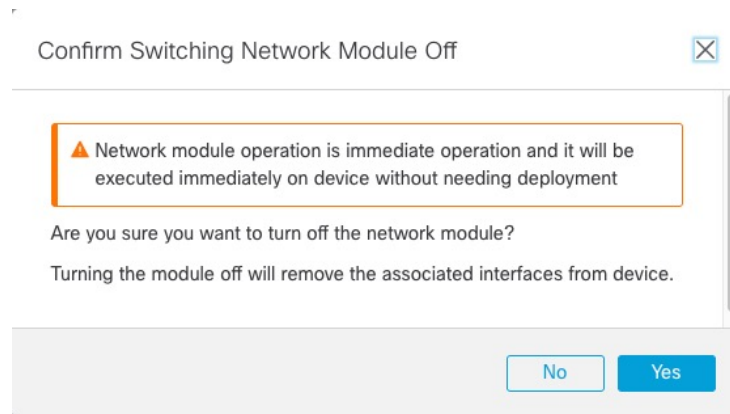 Confirm Switching Network Module Off
Network module operation is immediate operation and it will be
executed immediately on device without needing deployment
Are you sure you want to turn off the network module?
Turning the module off will remove the associated interfaces from device.
No
Yes